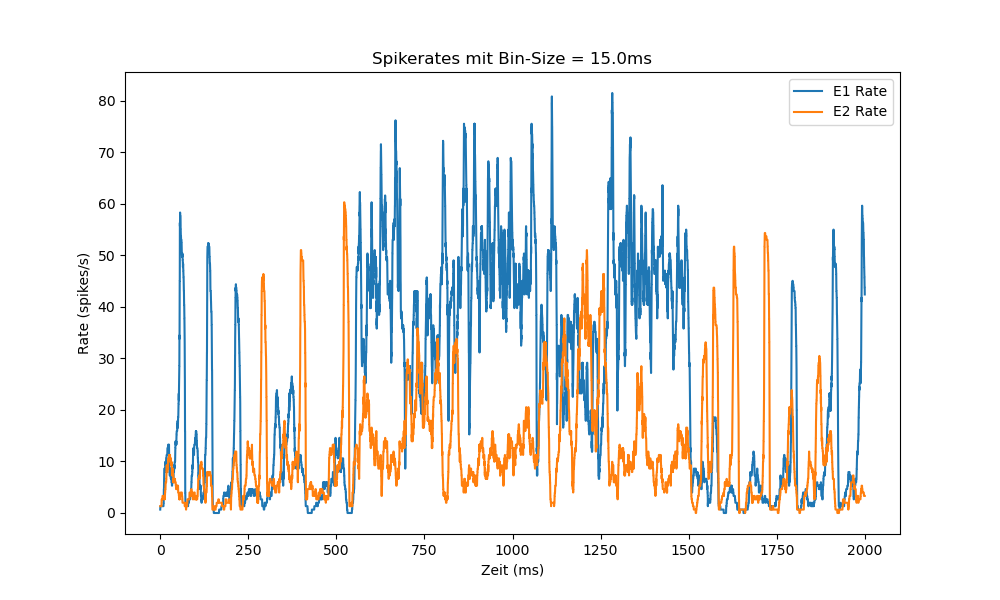 Spikerates mit Bin-Size = 15.0ms
E1 Rate
E2 Rate
80
70
60
50
40
30
20
10
0
Rate (spikes/s)
0 250 500 750 1000 1250 1500 1750 2000
Zeit (ms)